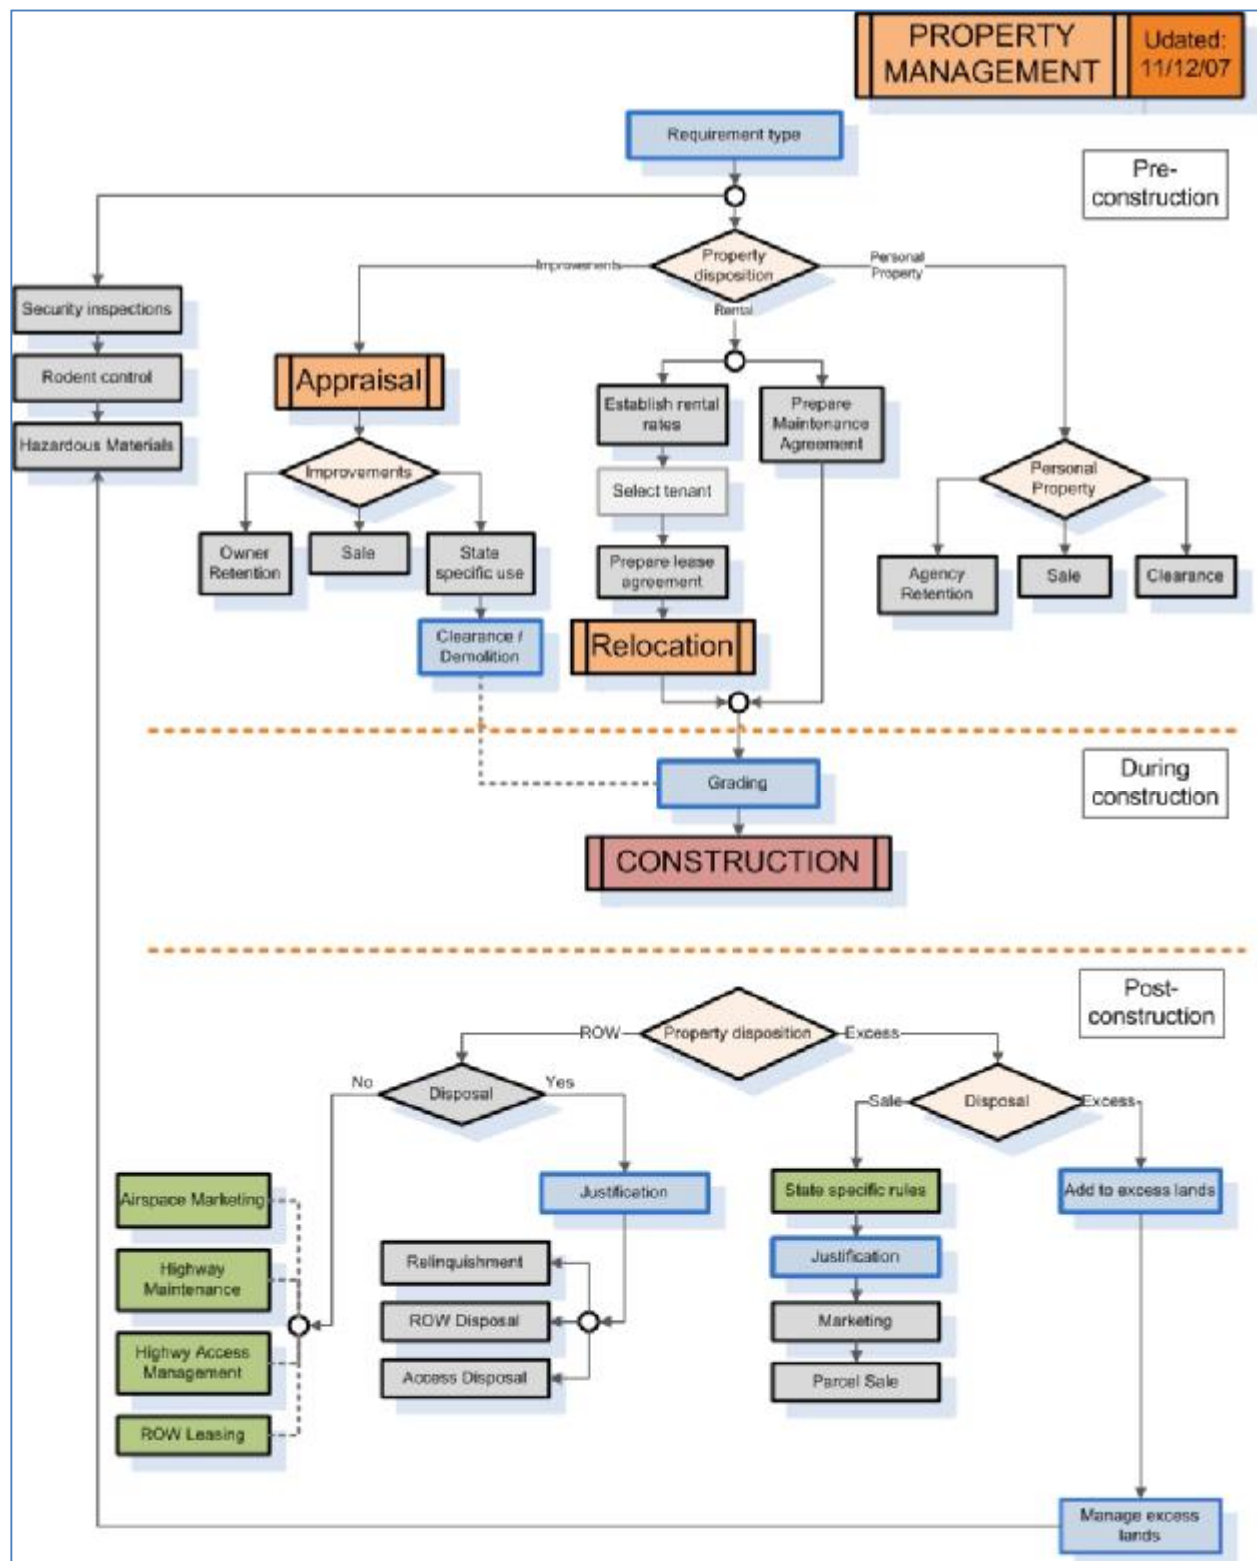 PROPERTY
MANAGEMENT
Udated:
11/12/07
Requirement type
Pre-
construction
Property
disposition
Improvements
Personal
Property
Rental
Security inspections
Rodent control
Hazardous Materials
Appraisal
Establish rental
rates
Prepare
Maintenance
Agreement
Improvements
Select tenant
Personal
Property
Owner
Retention
Sale
State
specific use
Prepare lease
agreement
Agency
Retention
Sale
Clearance
Clearance /
Demolition
Relocation
Grading
During
construction
CONSTRUCTION
Post-
construction
ROW
Property disposition
Excess
No
Disposal
Yes
Sale
Disposal
Excess
Airspace Marketing
Justification
State specific rules
Add to excess lands
Highway
Maintenance
Relinquishment
Justification
ROW Disposal
Marketing
Highwy Access
Management
Access Disposal
Parcel Sale
ROW Leasing
Manage excess
lands